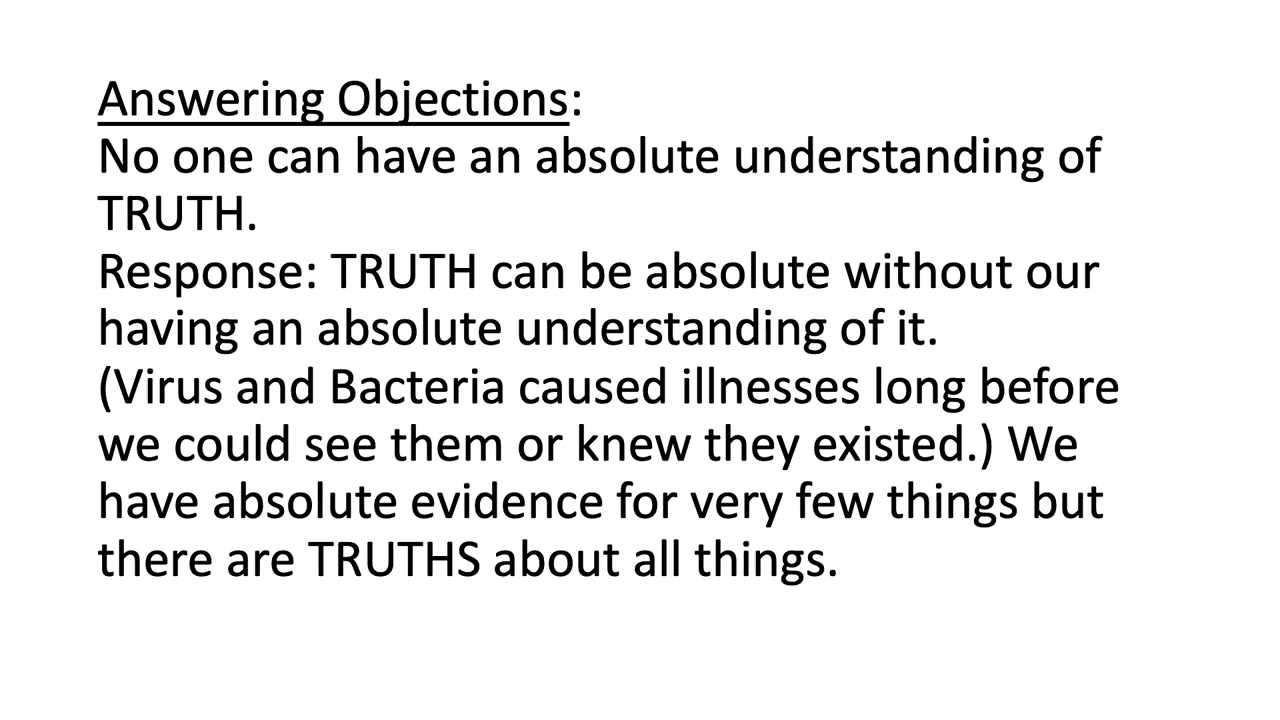 Answering Objections:
No one can have an absolute understanding of
TRUTH.
Response: TRUTH can be absolute without our
having an absolute understanding of it.
(Virus and Bacteria caused illnesses long before
we could see them or knew they existed.) We
have absolute evidence for very few things but
there are TRUTHS about all things.